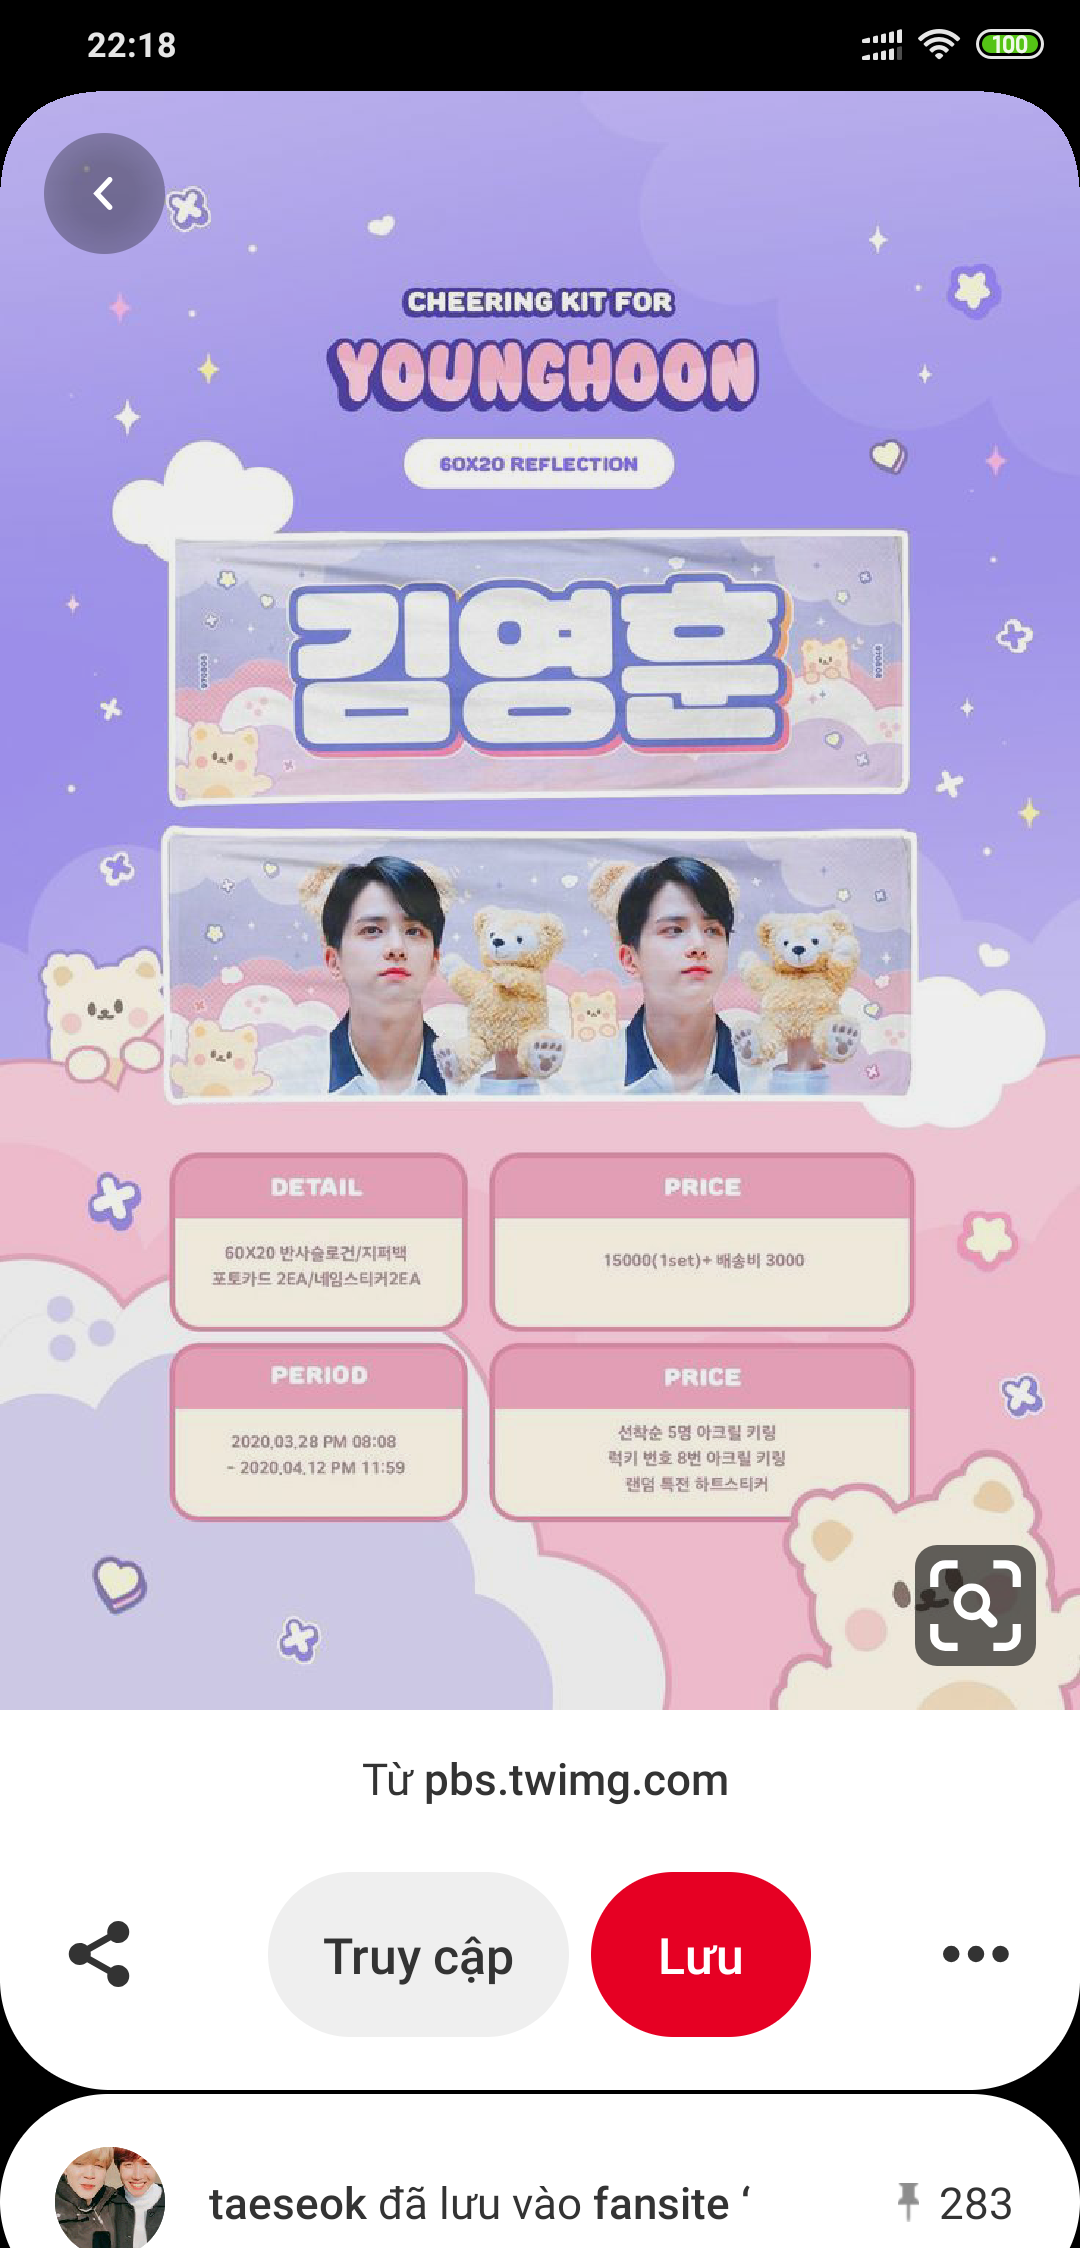 22:18
100
CHEERING KIT FOR
YOUNGHOON
60X20 REFLECTION
김영훈
970808
970808
DETAIL
60X20 반사슬로건/지퍼백
포토카드 2EA/네임스티커2EA
PRICE
15000(1set)+ 배송비 3000
PERIOD
2020.03.28 PM 08:08
~ 2020.04.12 PM 11:59
PRICE
선착순 5명 아크릴 키링
럭키 번호 8번 아크릴 키링
랜덤 특전 하트스티커
Từ pbs.twimg.com
Truy cập
Lưu
taeseok đã lưu vào fansite ‘
283